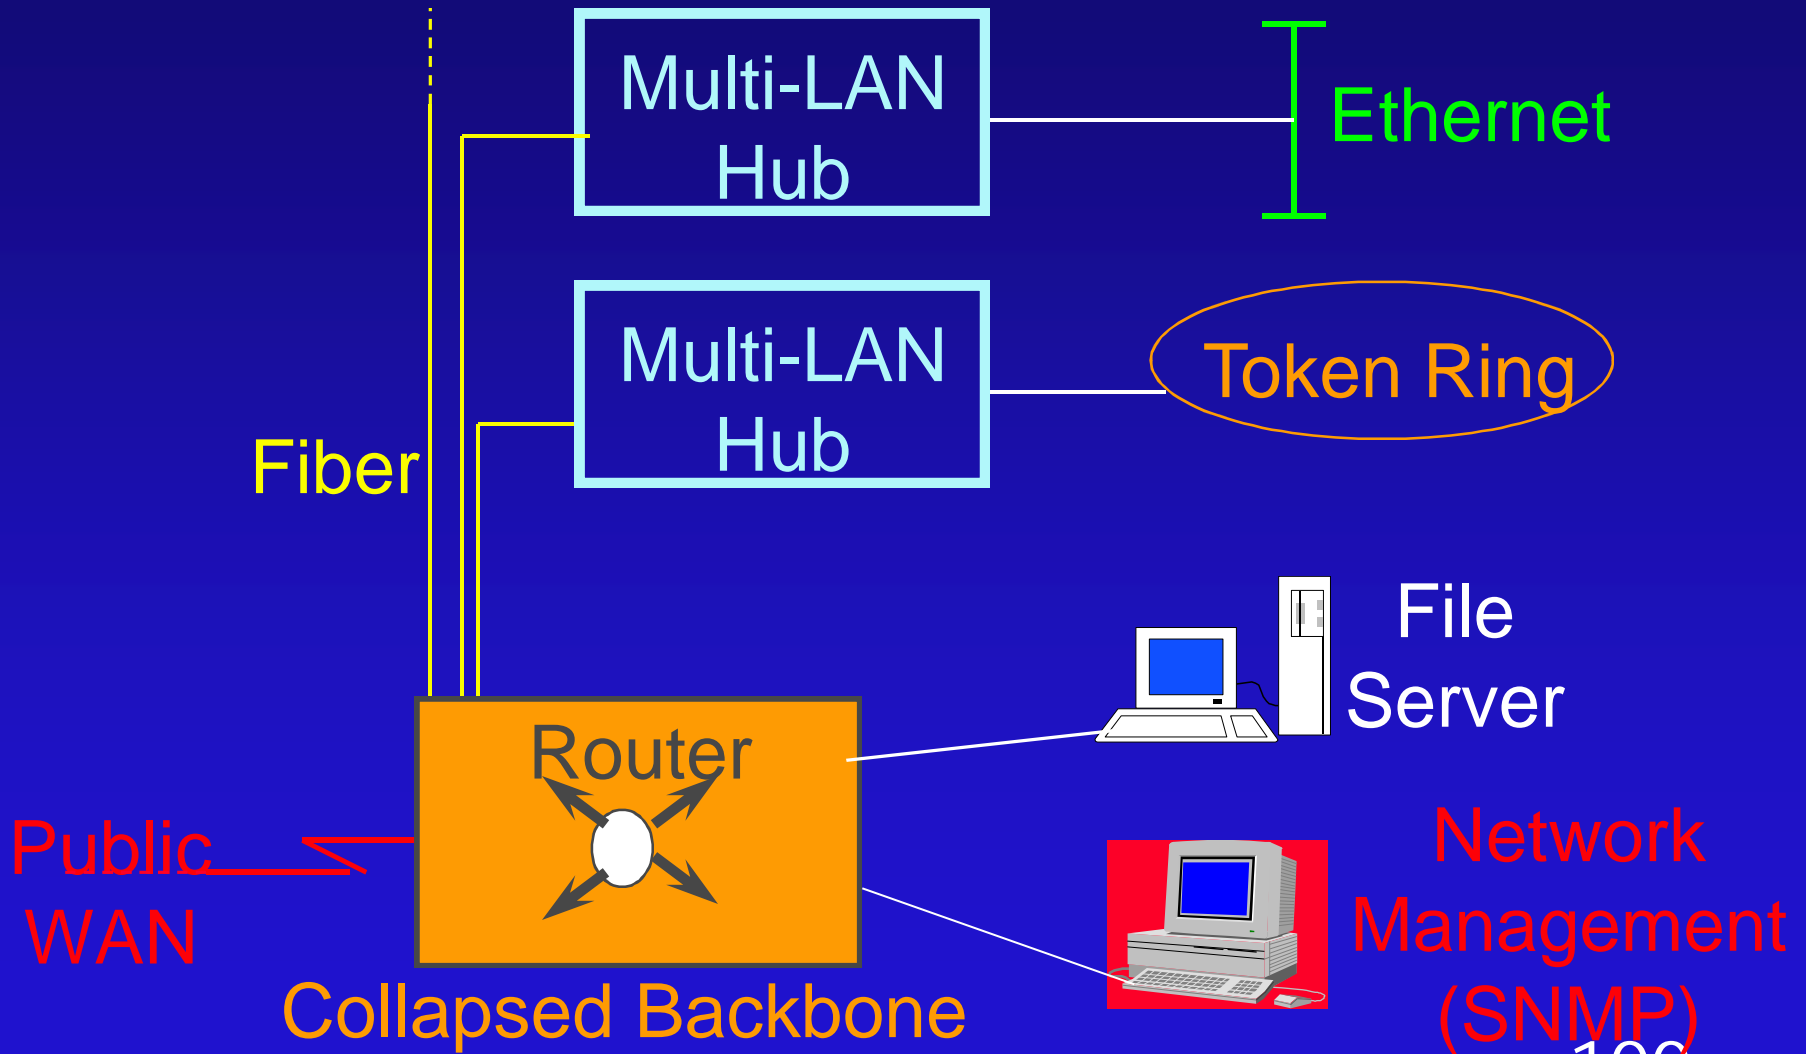 Multi-LAN
Hub
Ethernet
Multi-LAN
Hub
Token Ring
Fiber
File
Server
Router
Public
WAN
Network
Management
(SNMP)
Collapsed Backbone